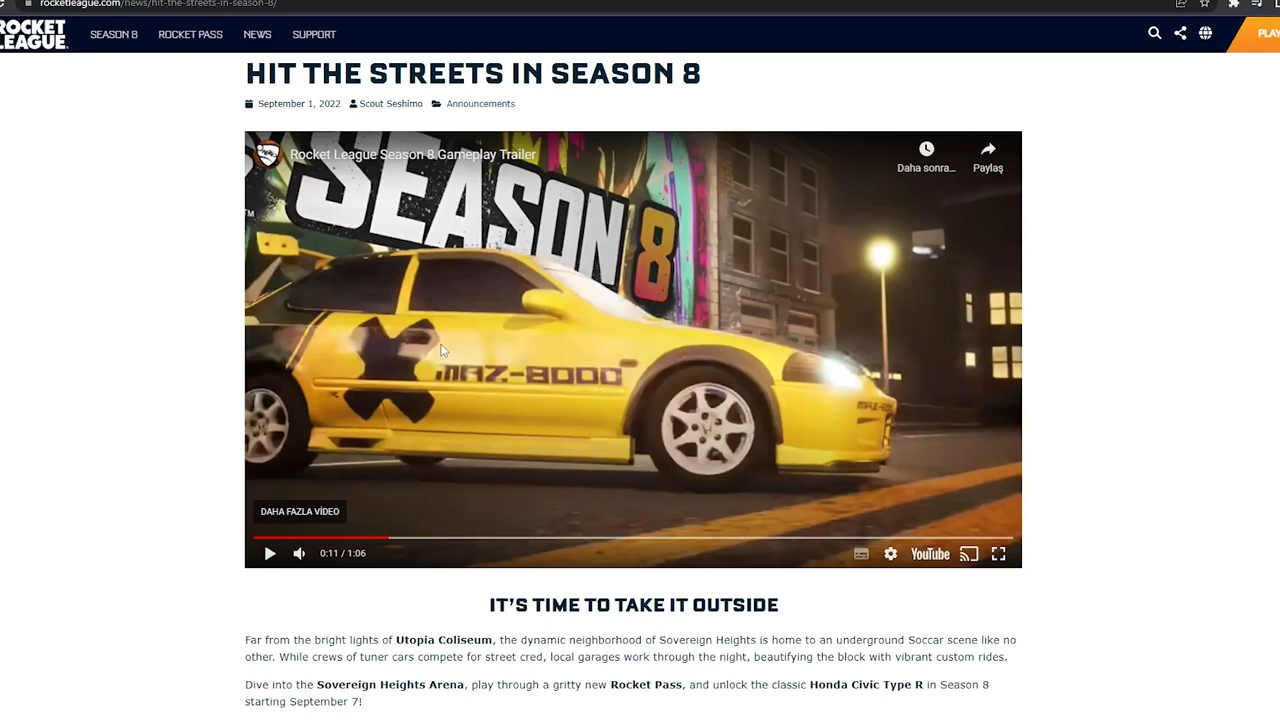 rocketleague.com/news/hit-the-streets-in-season-8/
ROCKET LEAGUE
SEASON 8 ROCKET PASS NEWS SUPPORT
PLAY
HIT THE STREETS IN SEASON 8
September 1, 2022 Scout Seshimo Announcements
Rocket League Season 8 Gameplay Trailer
Daha sonra... Paylaş
SEASON 8
MAZ-8000
DAHA FAZLA VİDEO
0:11 / 1:06
YouTube
IT'S TIME TO TAKE IT OUTSIDE
Far from the bright lights of Utopia Coliseum, the dynamic neighborhood of Sovereign Heights is home to an underground Soccar scene like no
other. While crews of tuner cars compete for street cred, local garages work through the night, beautifying the block with vibrant custom rides.
Dive into the Sovereign Heights Arena, play through a gritty new Rocket Pass, and unlock the classic Honda Civic Type R in Season 8
starting September 7!